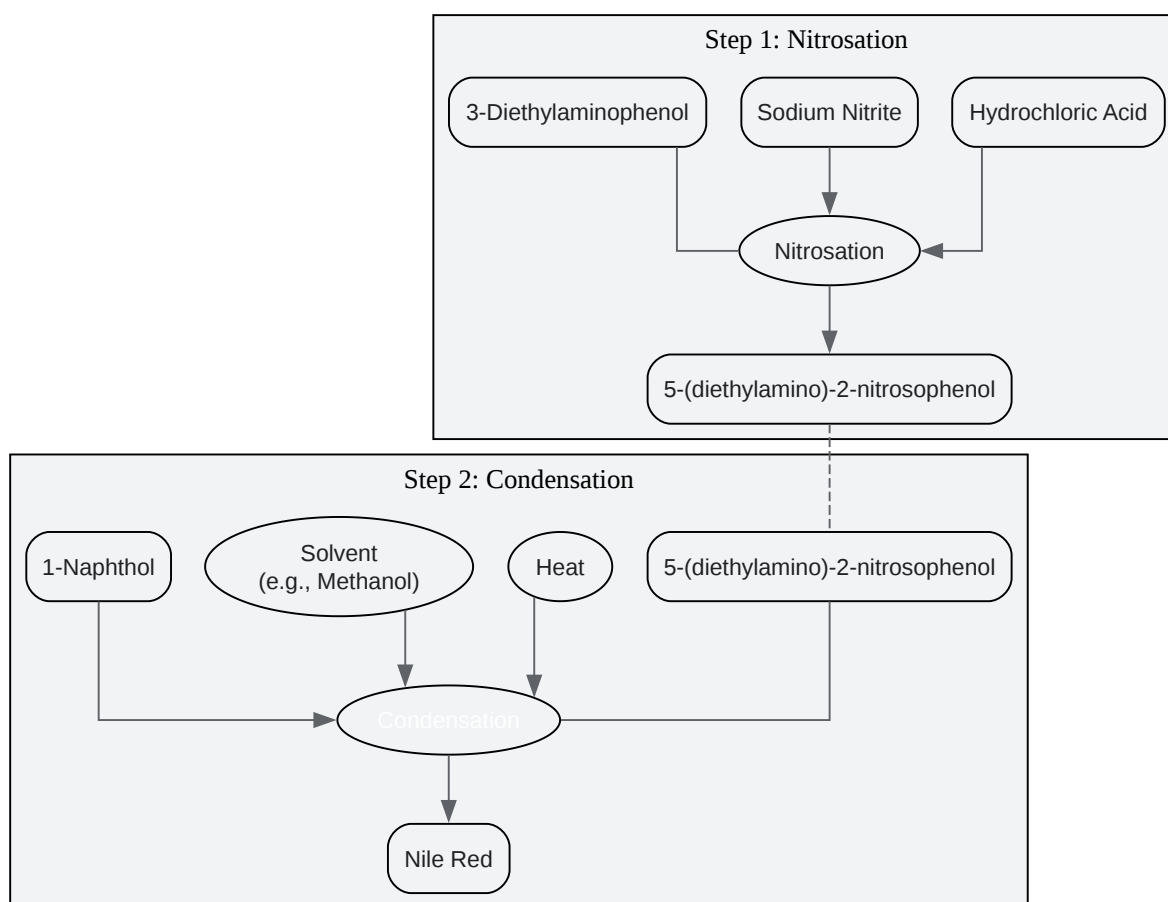 Step 1: Nitrosation
3-Diethylaminophenol
Sodium Nitrite
Hydrochloric Acid
Nitrosation
5-(diethylamino)-2-nitrosophenol
Step 2: Condensation
1-Naphthol
Solvent
(e.g., Methanol)
Heat
5-(diethylamino)-2-nitrosophenol
Condensation
Nile Red